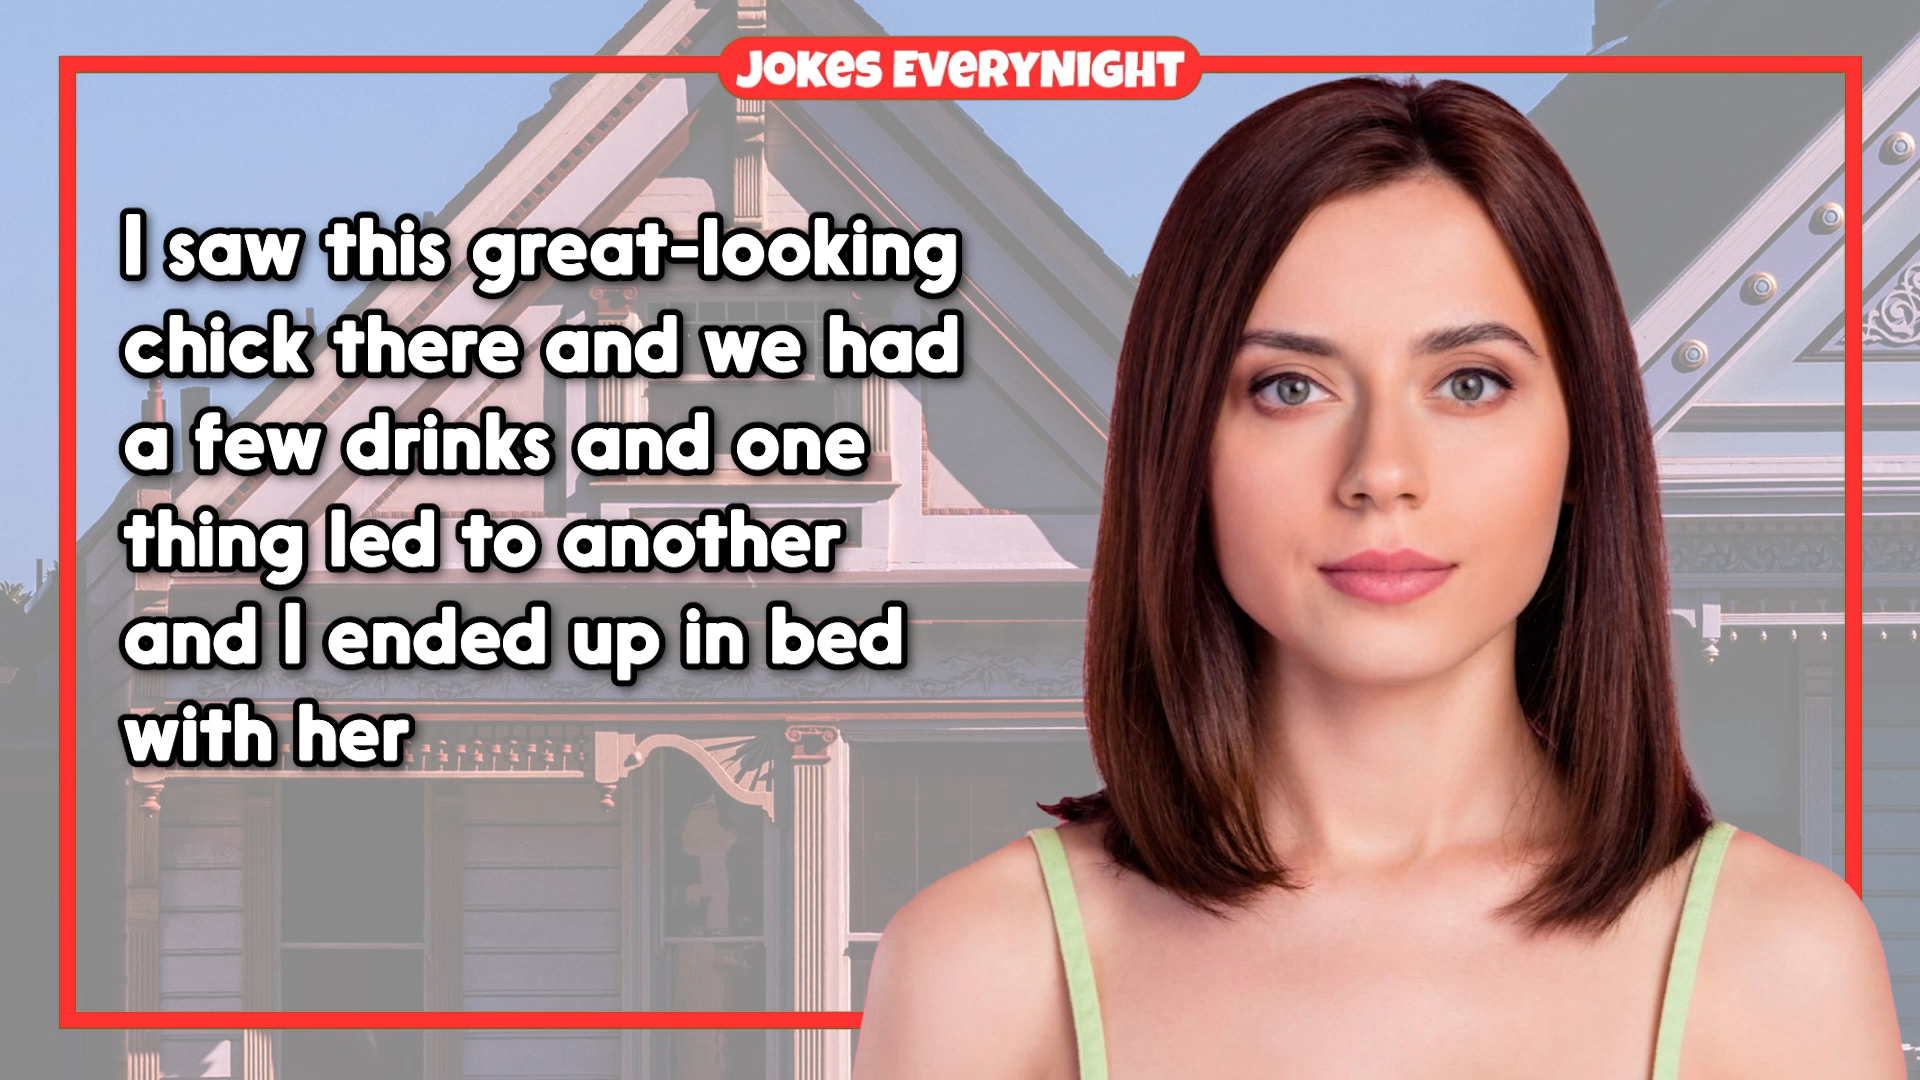 JOKES EVERYNIGHT
I saw this great-looking
chick there and we had
a few drinks and one
thing led to another
and I ended up in bed
with her